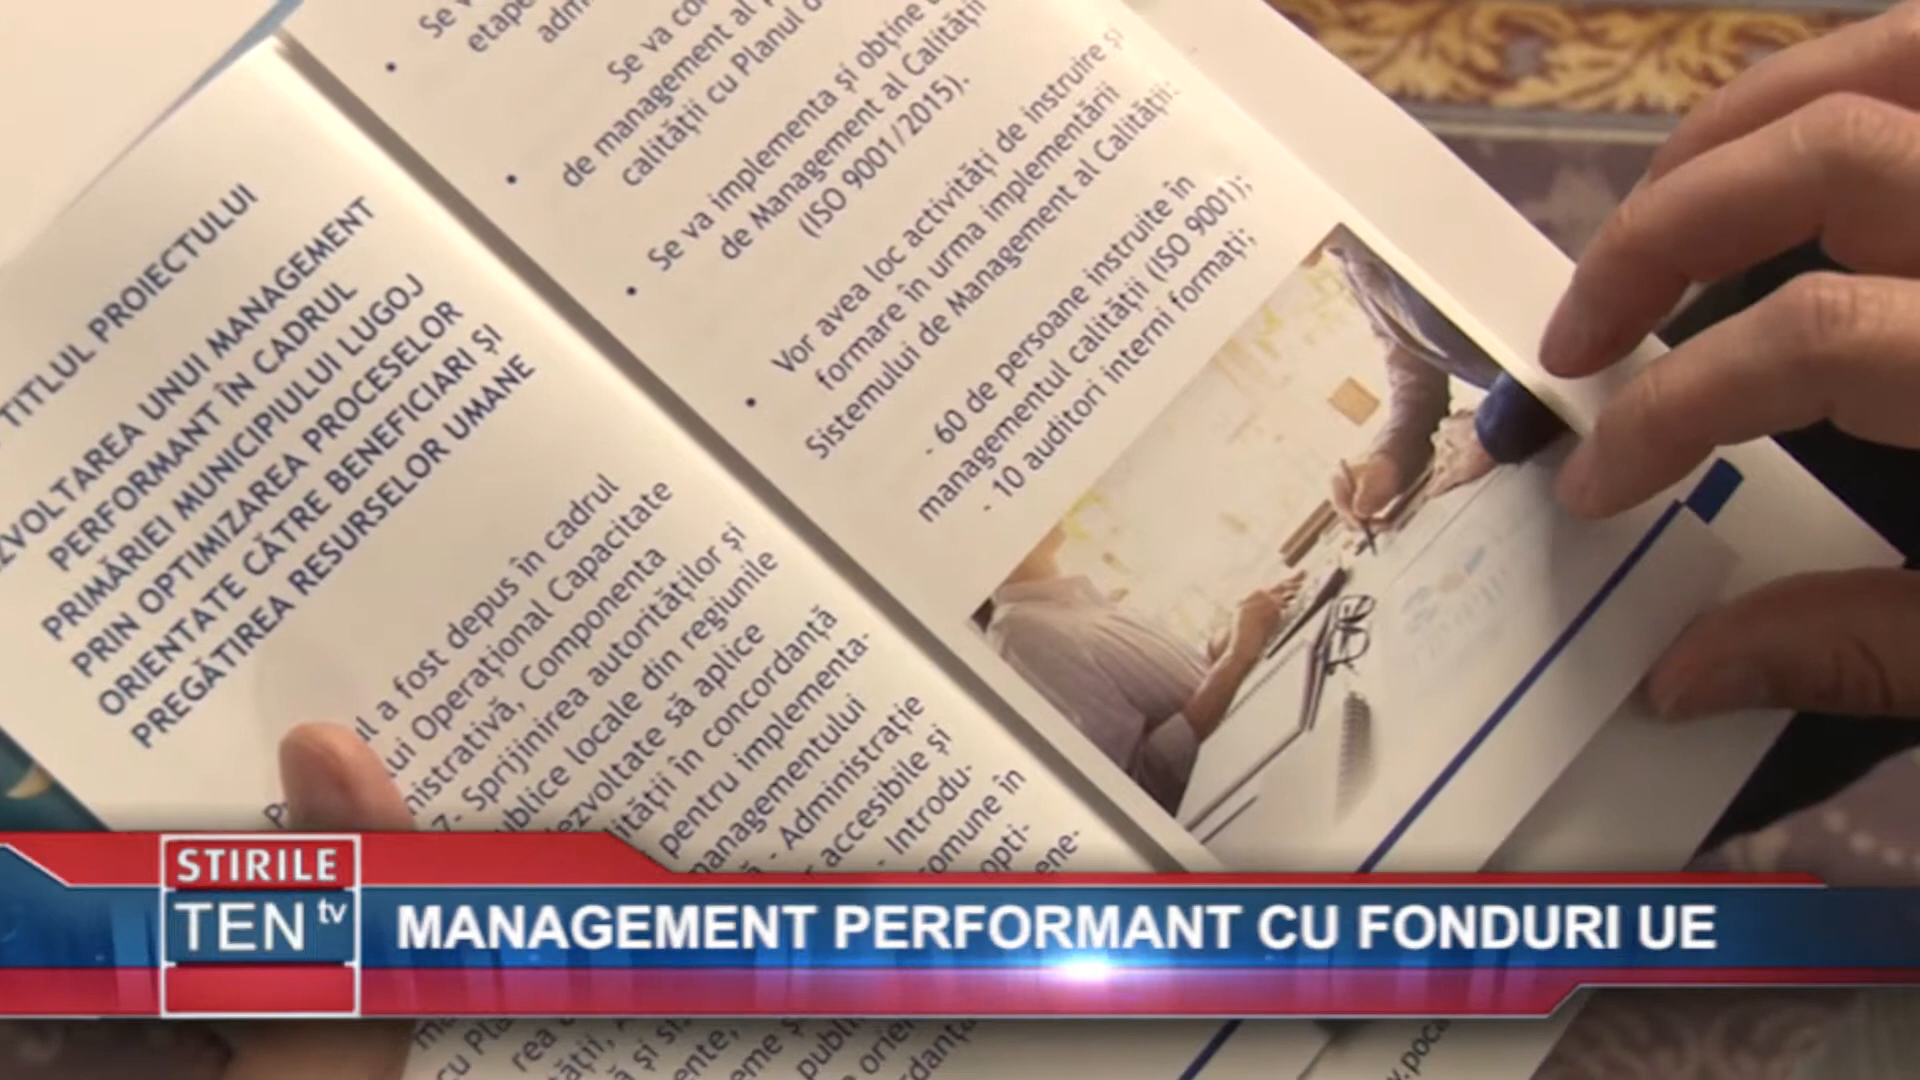 TITLUL PROIECTULUI
UNUI MANAGEMENT
PERFORMANT ÎN CADRUL
PRIMĂRIEI MUNICIPIULUI LUGOJ
PRIN OPTIMIZAREA PROCESELOR
ORIENTATE CĂTRE BENEFICIARI ȘI
PREGĂTIREA RESURSELOR UMANE
a fost depus în cadrul
Operațional Capacitate
Componenta
Sprijinirea autorităților și
locale din regiunile
să aplice
în concordanță
pentru implementa-
managementului
- Administrație
accesibile și
- Introdu-
în
Se va
de management al
calității cu Planul
Se va implementa și obține
de Management al Calității
(ISO 9001/2015).
Vor avea loc activități de instruire și
formare în urma implementării
Sistemului de Management al Calității:
- 60 de persoane instruite în
managementul calității (ISO 9001);
- 10 auditori interni formați;
STIRILE
TEN tv
MANAGEMENT PERFORMANT CU FONDURI UE